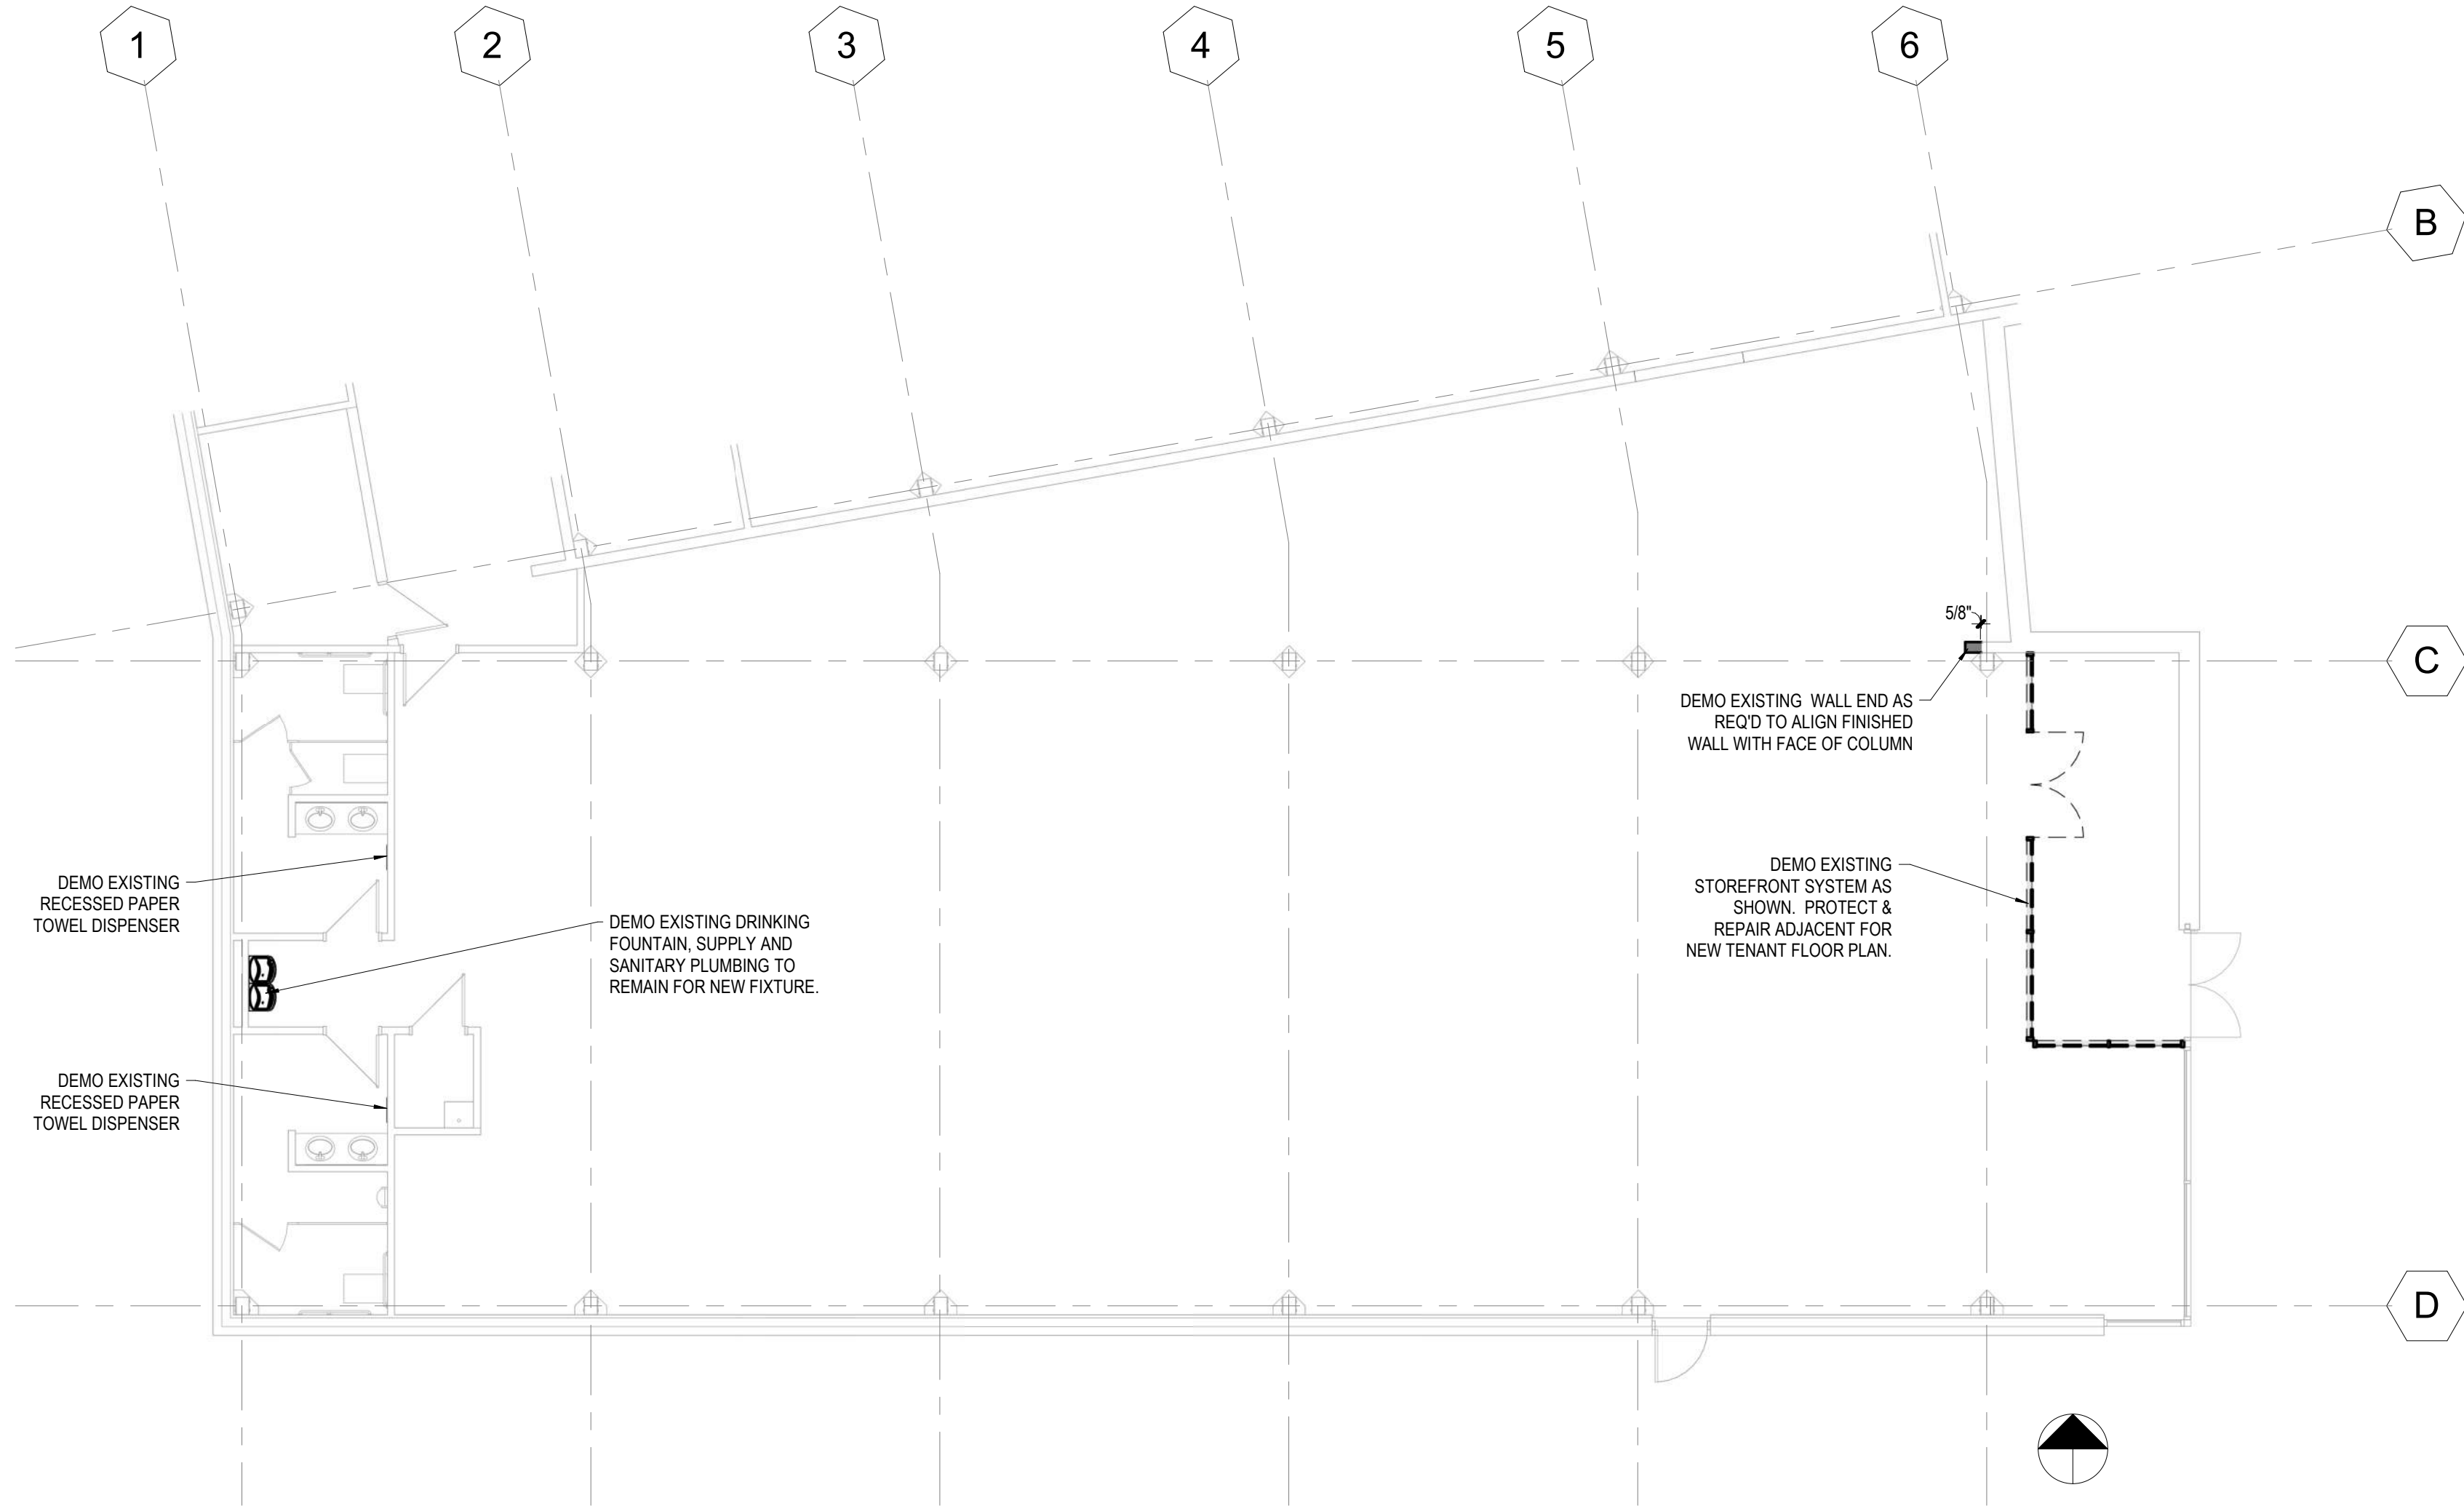 1
2
3
4
5
6
B
5/8"
C
DEMO EXISTING WALL END AS
REQ'D TO ALIGN FINISHED
WALL WITH FACE OF COLUMN
DEMO EXISTING
RECESSED PAPER
TOWEL DISPENSER
DEMO EXISTING DRINKING
FOUNTAIN, SUPPLY AND
SANITARY PLUMBING TO
REMAIN FOR NEW FIXTURE.
DEMO EXISTING
STOREFRONT SYSTEM AS
SHOWN. PROTECT &
REPAIR ADJACENT FOR
NEW TENANT FLOOR PLAN.
DEMO EXISTING
RECESSED PAPER
TOWEL DISPENSER
D